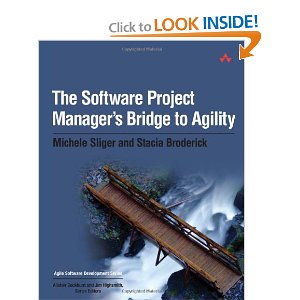 Click to LOOK INSIDE!
The Software Project
Manager's Bridge to Agility
Michele Sliger and Stacia Broderick
Agile Software Development Series
Alistair Cockburn and Jim Highsmith,
Series Editors